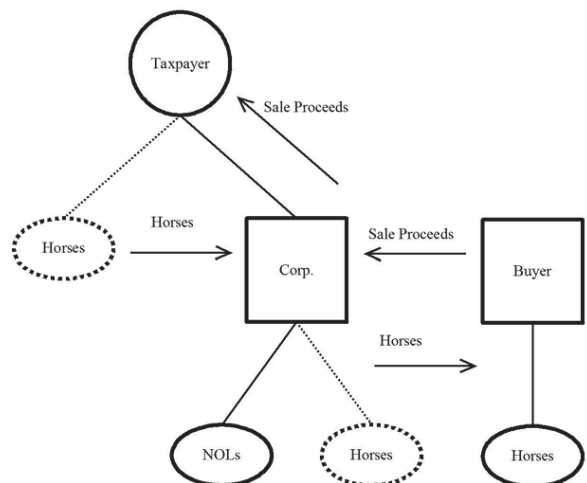 Taxpayer
Sale Proceeds
Horses
Horses
Sale Proceeds
Corp.
Buyer
Horses
NOLs
Horses
Horses